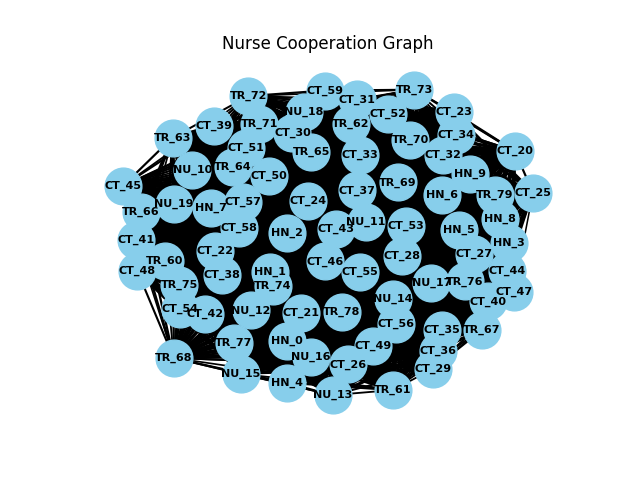 Nurse Cooperation Graph
TR_72
CT_59
TR_73
CT_31
NU_18
CT_23
CT_52
TR_71
TR_62
CT_39
CT_30
CT_34
TR_63
TR_70
CT_51
TR_65
CT_33
CT_32
CT_20
TR_64
NU_10
CT_50
HN_9
TR_69
CT_45
CT_37
HN_6
TR_79
CT_25
CT_24
CT_57
NU_19
HN_7
TR_66
HN_8
NU_11
CT_58
CT_43
CT_53
HN_5
HN_2
CT_41
HN_3
CT_22
CT_27
CT_28
TR_60
CT_46
CT_48
HN_1
CT_55
CT_44
CT_38
TR_75
TR_74
NU_17
TR_76
CT_47
NU_14
CT_40
CT_54
CT_42
NU_12
CT_21
TR_78
CT_56
CT_35
TR_67
TR_77
HN_0
CT_49
CT_36
TR_68
NU_16
CT_26
CT_29
NU_15
HN_4
TR_61
NU_13